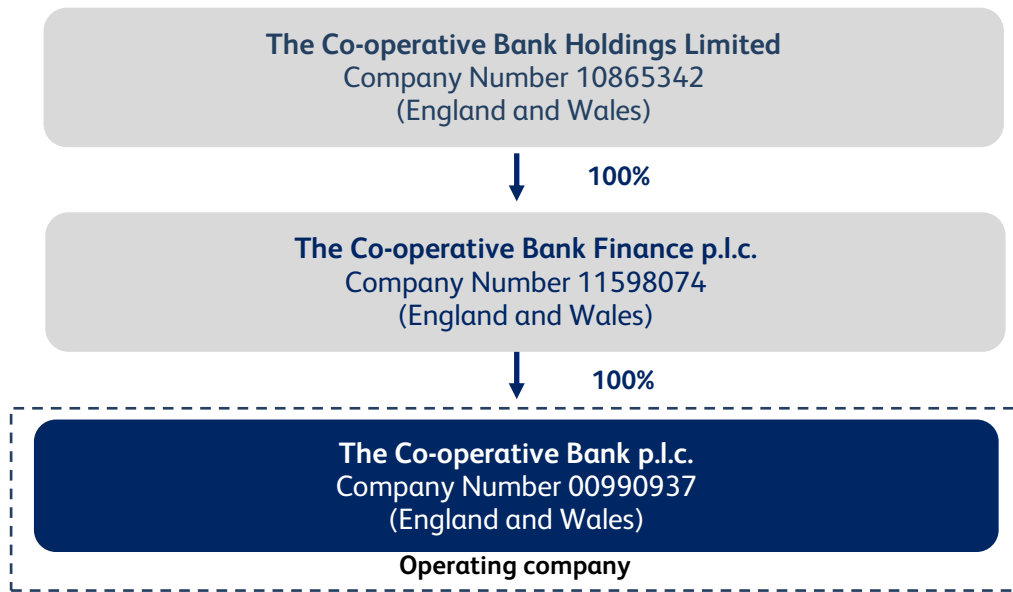 The Co-operative Bank Holdings Limited
Company Number 10865342
(England and Wales)
100%
The Co-operative Bank Finance p.l.c.
Company Number 11598074
(England and Wales)
100%
The Co-operative Bank p.l.c.
Company Number 00990937
(England and Wales)
Operating company